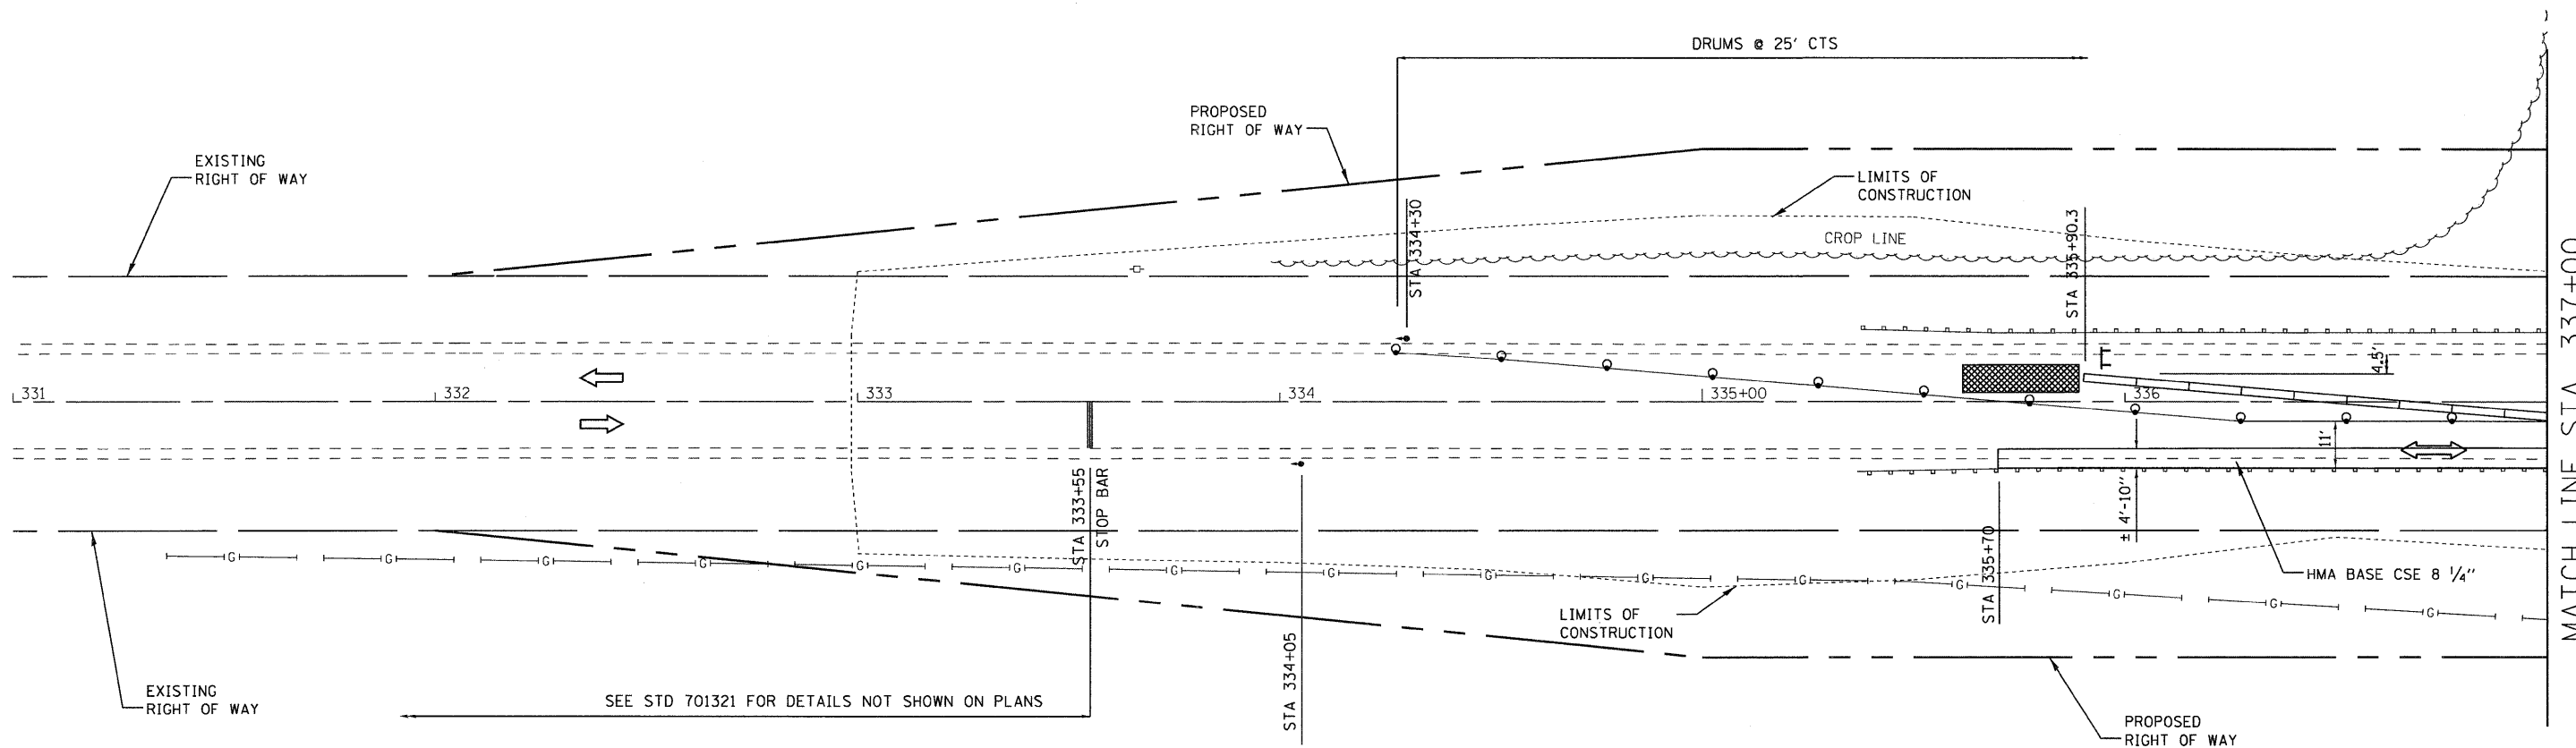 DRUMS @ 25' CTS
PROPOSED
RIGHT OF WAY
EXISTING
RIGHT OF WAY
LIMITS OF
CONSTRUCTION
STA 334+30
CROP LINE
STA 335+90.3
4.5'
331
332
333
334
335+00
336
11'
STA 333+55
STOP BAR
± 4'-10"
STA 335+70
HMA BASE CSE 8 1/4"
G G G G G G G G G G G G G G G
LIMITS OF
CONSTRUCTION
STA 334+05
EXISTING
RIGHT OF WAY
SEE STD 701321 FOR DETAILS NOT SHOWN ON PLANS
PROPOSED
RIGHT OF WAY
MATCH LINE STA 337+00